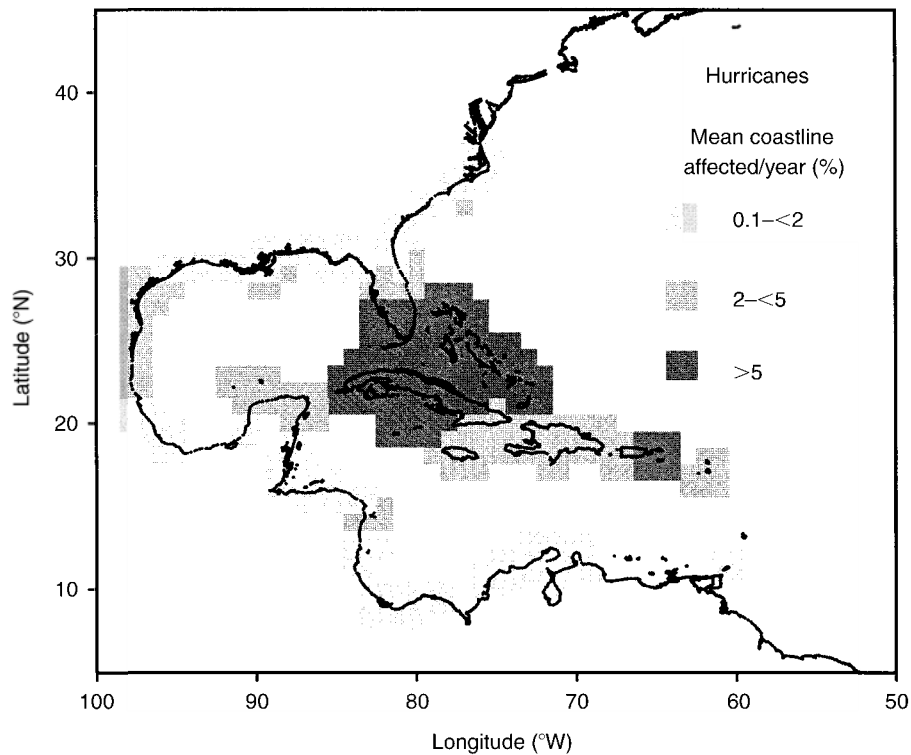 Hurricanes
Mean coastline
affected/year (%)
0.1–<2
2–<5
>5
Latitude (°N)
40
30
20
10
100
90
80
70
60
50
Longitude (°W)